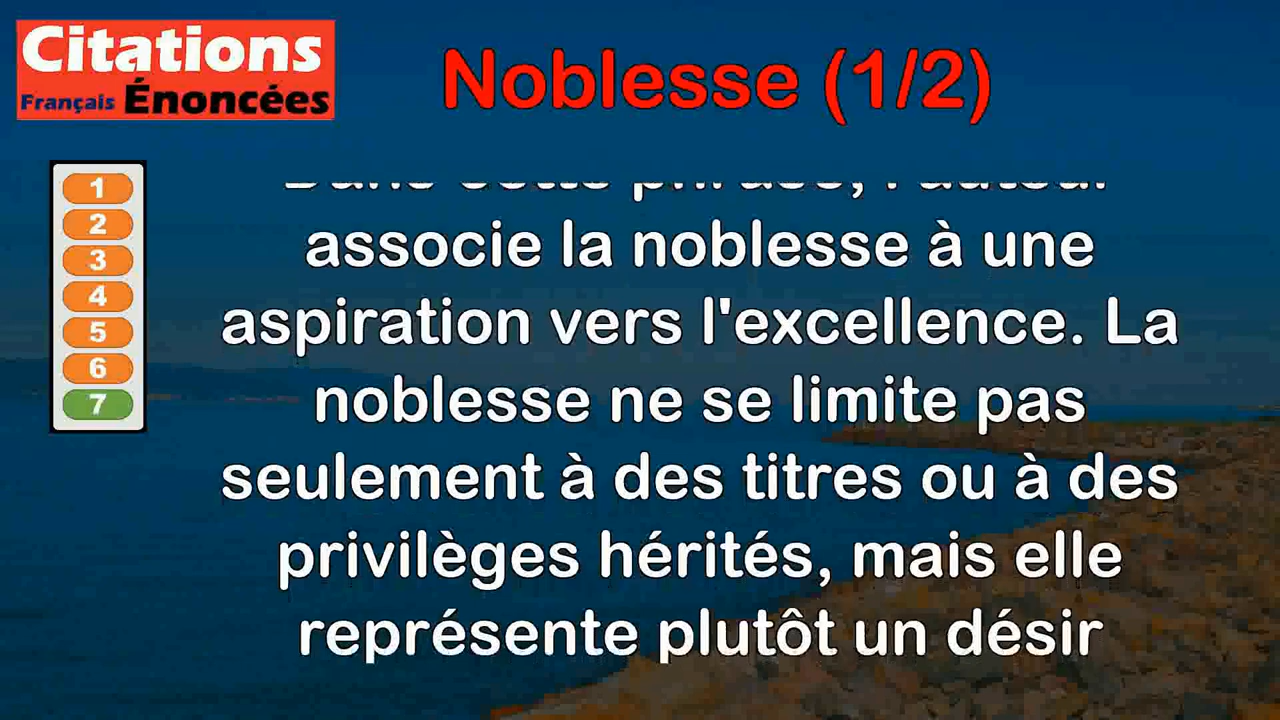 Citations
Français Énoncées
Noblesse (1/2)
1
2
3
4
5
6
7
associe la noblesse à une
aspiration vers l'excellence. La
noblesse ne se limite pas
seulement à des titres ou à des
privilèges hérités, mais elle
représente plutôt un désir